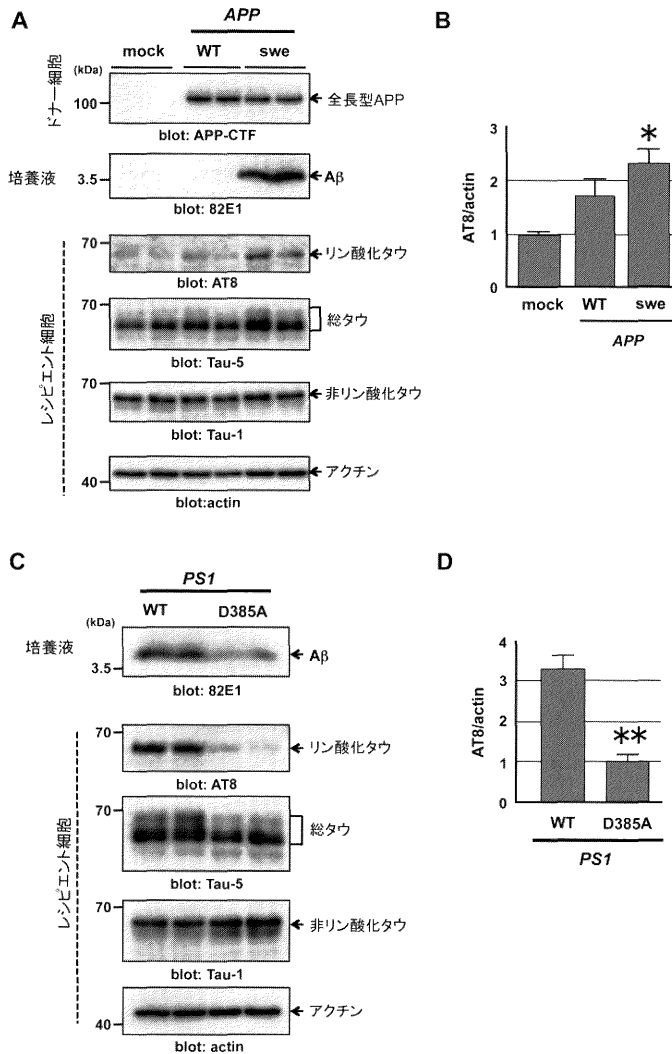 A
APP
mock WT swe
(kDa)
ドナー細胞
100
全長型APP
blot: APP-CTF
培養液
3.5
Aβ
blot: 82E1
レシピエント細胞
70
リン酸化タウ
blot: AT8
70
総タウ
blot: Tau-5
70
非リン酸化タウ
blot: Tau-1
40
アクチン
blot:actin
B
AT8/actin
3
2
1
0
*
mock WT swe
APP
C
PS1
WT D385A
(kDa)
培養液
3.5
Aβ
blot: 82E1
レシピエント細胞
70
リン酸化タウ
blot: AT8
70
総タウ
blot: Tau-5
70
非リン酸化タウ
blot: Tau-1
40
アクチン
blot: actin
D
AT8/actin
4
3
2
1
0
**
WT D385A
PS1